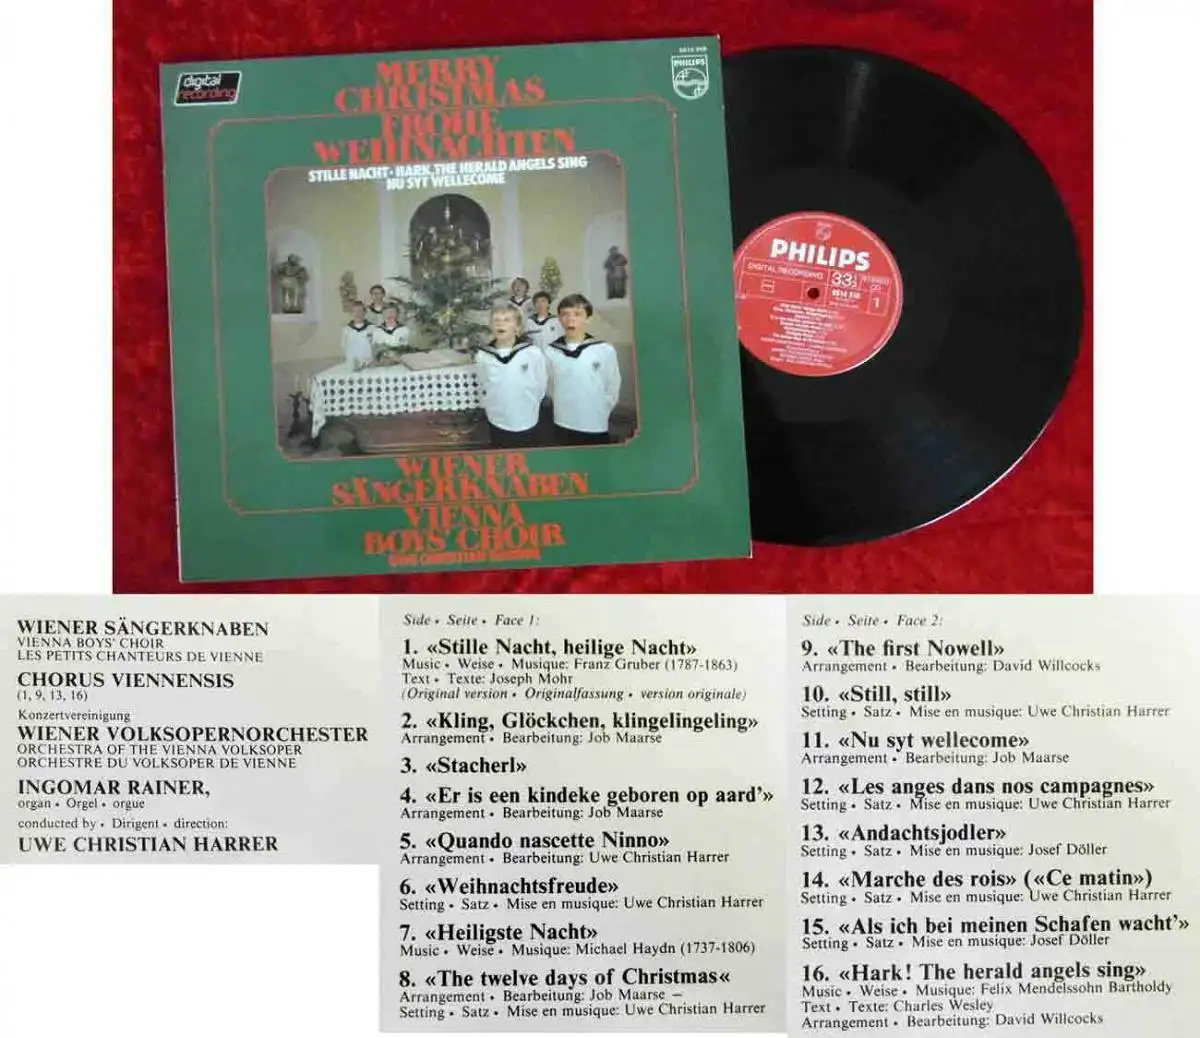 digital
recording
6514 318
PHILIPS
MERRY
CHRISTMAS
FROHE
WEIHNACHTEN
STILLE NACHT · HARK, THE HERALD ANGELS SING
NU SYT WELLECOME
WIENER
SÄNGERKNABEN
VIENNA
BOYS' CHOIR
UWE CHRISTIAN HARRER
PHILIPS
DIGITAL RECORDING
33⅓
STEREO
6514 318
1
WIENER SÄNGERKNABEN
VIENNA BOYS' CHOIR
LES PETITS CHANTEURS DE VIENNE
CHORUS VIENNENSIS
(1, 9, 13, 16)
Konzertvereinigung
WIENER VOLKSOPERNORCHESTER
ORCHESTRA OF THE VIENNA VOLKSOPER
ORCHESTRE DU VOLKSOPER DE VIENNE
INGOMAR RAINER,
organ • Orgel • orgue
conducted by • Dirigent • direction:
UWE CHRISTIAN HARRER
Side • Seite • Face 1:
1. «Stille Nacht, heilige Nacht»
Music • Weise • Musique: Franz Gruber (1787-1863)
Text • Texte: Joseph Mohr
(Original version • Originalfassung • version originale)
2. «Kling, Glöckchen, klingelingeling»
Arrangement • Bearbeitung: Job Maarse
3. «Stacherl»
4. «Er is een kindeke geboren op aard'»
Arrangement • Bearbeitung: Job Maarse
5. «Quando nascette Ninno»
Arrangement • Bearbeitung: Uwe Christian Harrer
6. «Weihnachtsfreude»
Setting • Satz • Mise en musique: Uwe Christian Harrer
7. «Heiligste Nacht»
Music • Weise • Musique: Michael Haydn (1737-1806)
8. «The twelve days of Christmas«
Arrangement • Bearbeitung: Job Maarse –
Setting • Satz • Mise en musique: Uwe Christian Harrer
Side • Seite • Face 2:
9. «The first Nowell»
Arrangement • Bearbeitung: David Willcocks
10. «Still, still»
Setting • Satz • Mise en musique: Uwe Christian Harrer
11. «Nu syt wellecome»
Arrangement • Bearbeitung: Job Maarse
12. «Les anges dans nos campagnes»
Setting • Satz • Mise en musique: Uwe Christian Harrer
13. «Andachtsjodler»
Setting • Satz • Mise en musique: Josef Döller
14. «Marche des rois» («Ce matin»)
Setting • Satz • Mise en musique: Uwe Christian Harrer
15. «Als ich bei meinen Schafen wacht'»
Setting • Satz • Mise en musique: Josef Döller
16. «Hark! The herald angels sing»
Music • Weise • Musique: Felix Mendelssohn Bartholdy
Text • Texte: Charles Wesley
Arrangement • Bearbeitung: David Willcocks